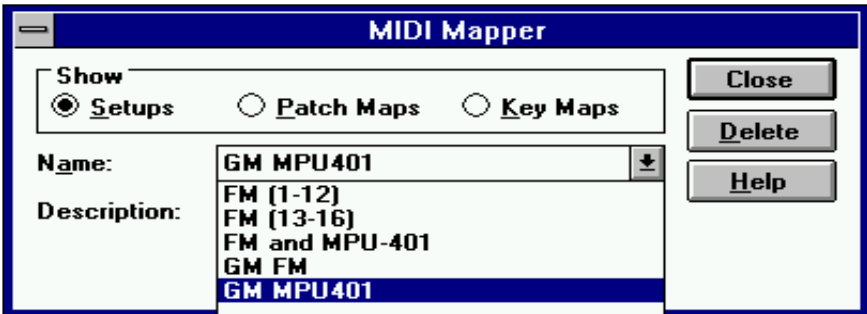 MIDI Mapper
Show
Setups Patch Maps Key Maps
Close
Delete
Name: GM MPU401
Help
Description:
FM (1-12)
FM (13-16)
FM and MPU-401
GM FM
GM MPU401